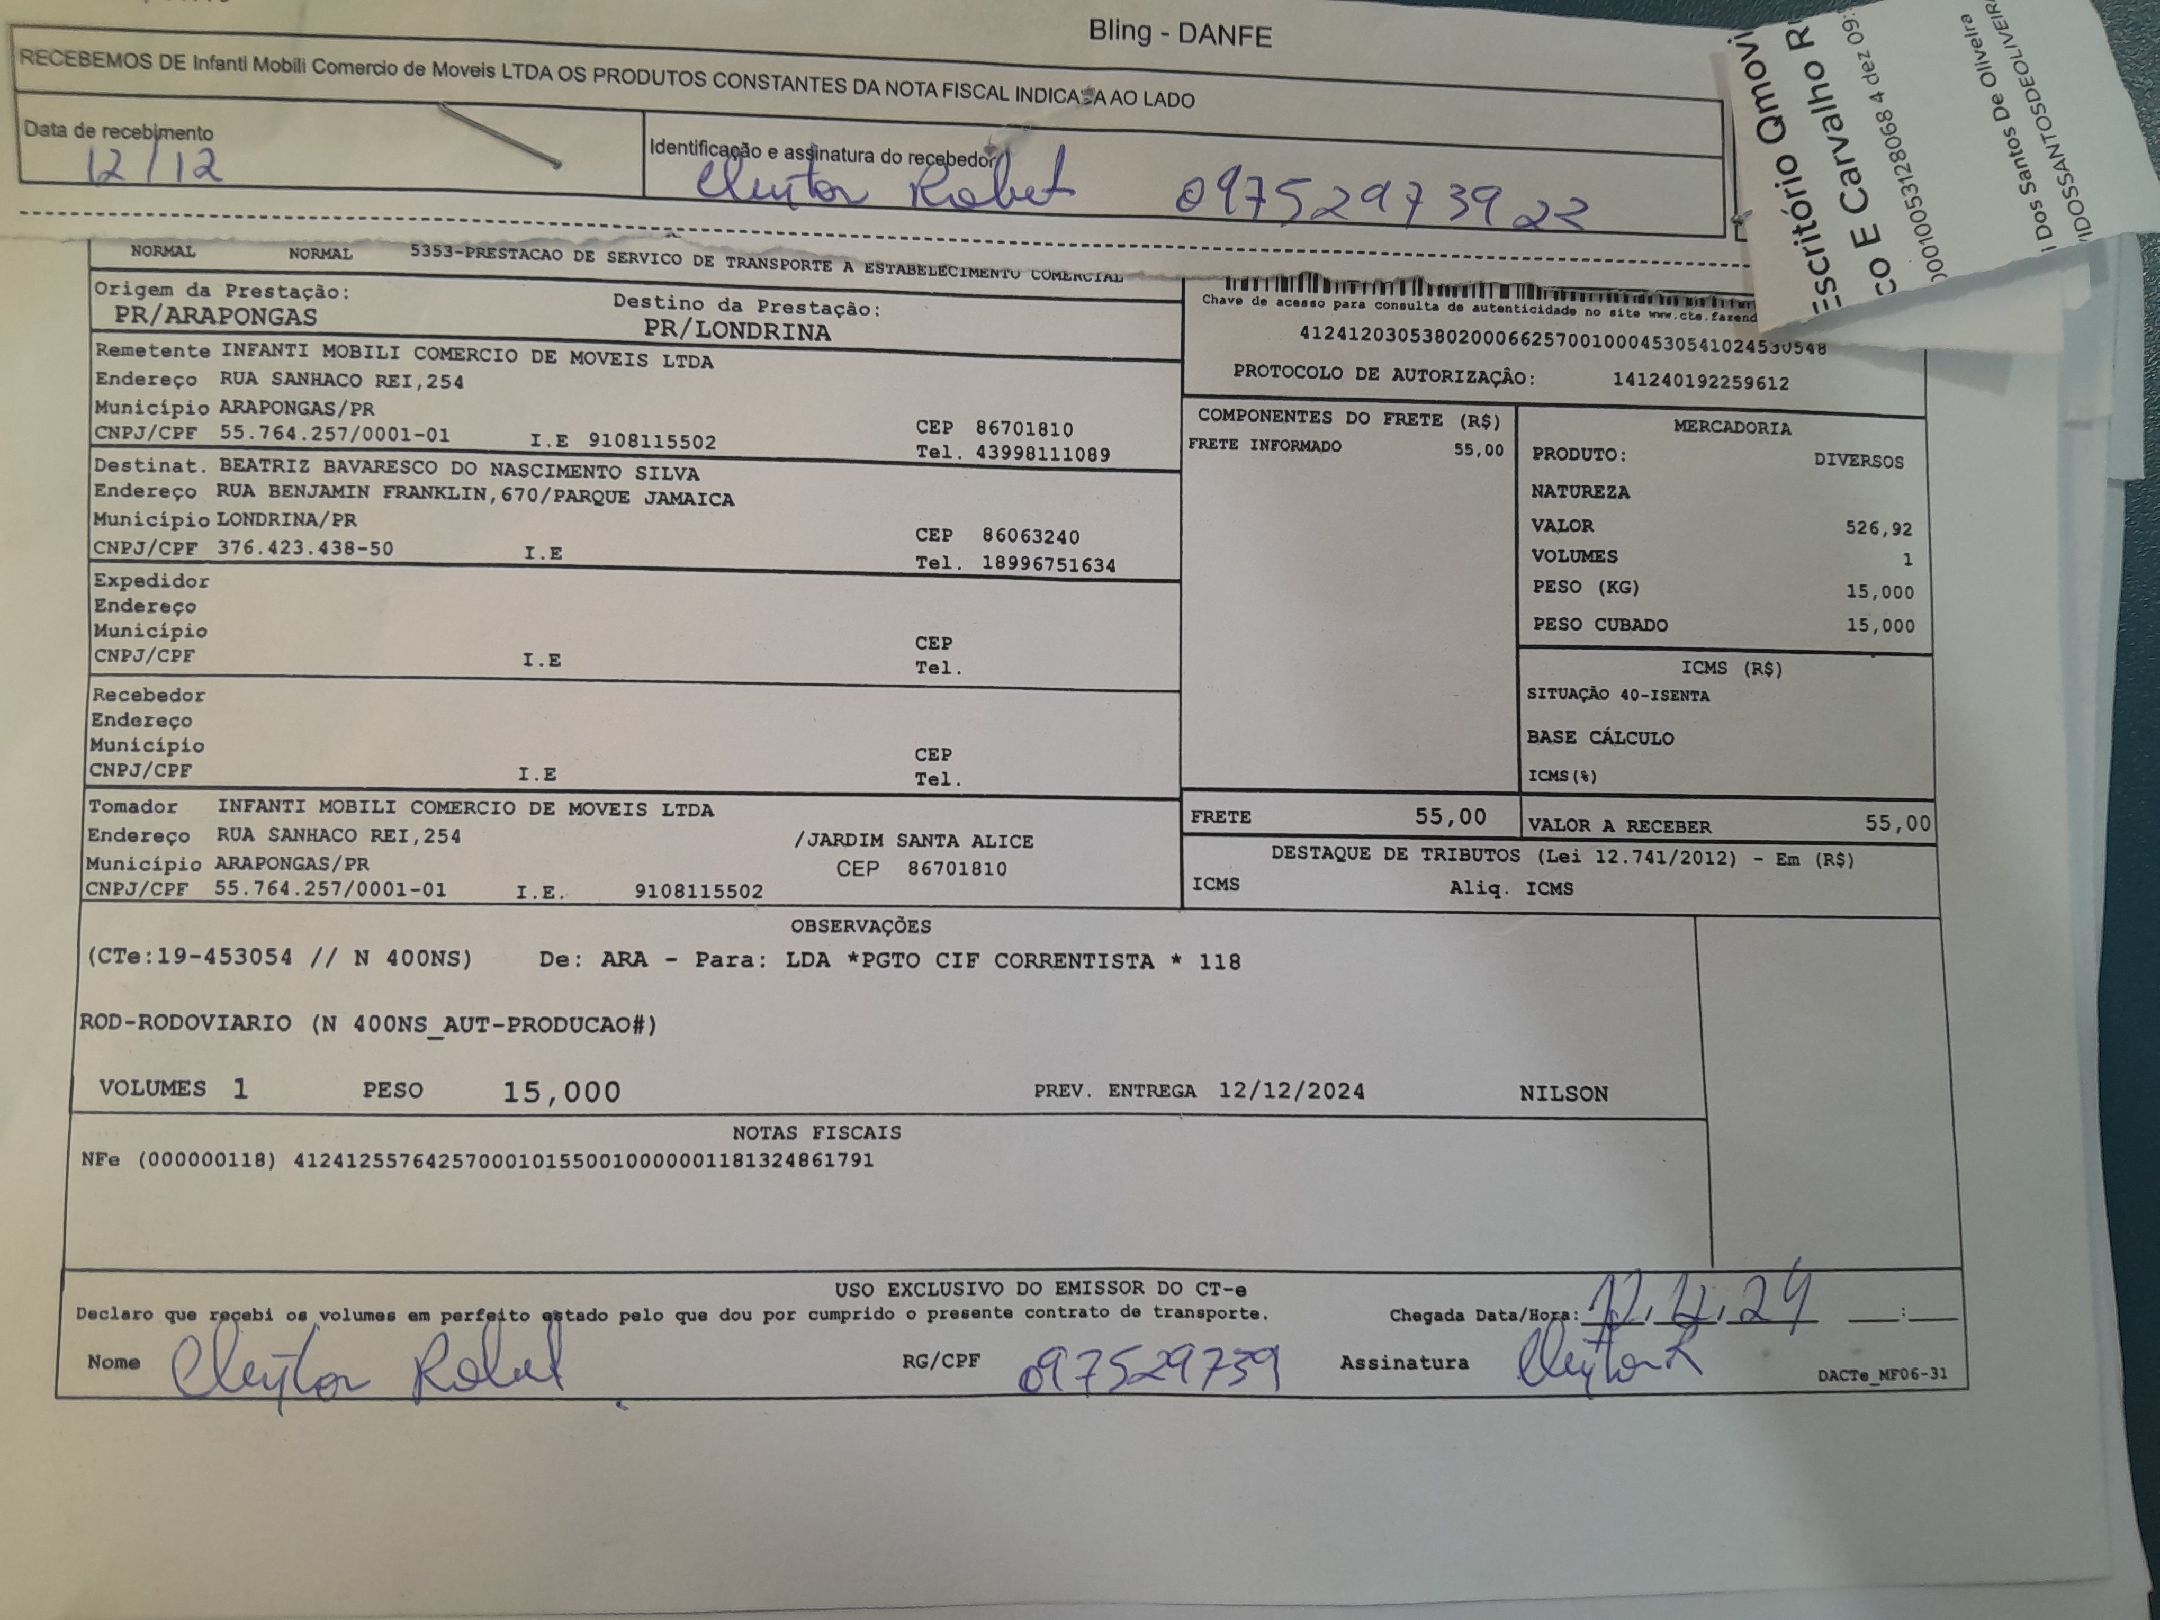 Bling - DANFE
RECEBEMOS DE Infanti Mobili Comercio de Moveis LTDA OS PRODUTOS CONSTANTES DA NOTA FISCAL INDICADA AO LADO
Data de recebimento
12/12
Identificação e assinatura do recebedor
Cleyton Robet 09752973922
Escritório Qmovi
co E Carvalho R
00010053128068 4 dez 09:
i Dos Santos De Oliveira
VIDOSSANTOSDEOLIVEIR
NORMAL NORMAL 5353-PRESTACAO DE SERVICO DE TRANSPORTE A ESTABELECIMENTO COMERCIAL
Origem da Prestação: Destino da Prestação:
PR/ARAPONGAS PR/LONDRINA
Chave de acesso para consulta de autenticidade no site www.cte.fazend
41241203053802000662570010004530541024530548
PROTOCOLO DE AUTORIZAÇÂO: 141240192259612
Remetente INFANTI MOBILI COMERCIO DE MOVEIS LTDA
Endereço RUA SANHACO REI,254
Município ARAPONGAS/PR CEP 86701810
CNPJ/CPF 55.764.257/0001-01 I.E 9108115502 Tel. 43998111089
Destinat. BEATRIZ BAVARESCO DO NASCIMENTO SILVA
Endereço RUA BENJAMIN FRANKLIN,670/PARQUE JAMAICA
Município LONDRINA/PR CEP 86063240
CNPJ/CPF 376.423.438-50 I.E Tel. 18996751634
Expedidor
Endereço
Município CEP
CNPJ/CPF I.E Tel.
Recebedor
Endereço
Município CEP
CNPJ/CPF I.E Tel.
Tomador INFANTI MOBILI COMERCIO DE MOVEIS LTDA
Endereço RUA SANHACO REI,254 /JARDIM SANTA ALICE
Município ARAPONGAS/PR CEP 86701810
CNPJ/CPF 55.764.257/0001-01 I.E. 9108115502
COMPONENTES DO FRETE (R$)
FRETE INFORMADO 55,00
MERCADORIA
PRODUTO: DIVERSOS
NATUREZA
VALOR 526,92
VOLUMES 1
PESO (KG) 15,000
PESO CUBADO 15,000
ICMS (R$)
SITUAÇÃO 40-ISENTA
BASE CÁLCULO
ICMS(%)
FRETE 55,00 VALOR A RECEBER 55,00
DESTAQUE DE TRIBUTOS (Lei 12.741/2012) - Em (R$)
ICMS Aliq. ICMS
OBSERVAÇÕES
(CTe:19-453054 // N 400NS) De: ARA - Para: LDA *PGTO CIF CORRENTISTA * 118
ROD-RODOVIARIO (N 400NS_AUT-PRODUCAO#)
VOLUMES 1 PESO 15,000 PREV. ENTREGA 12/12/2024 NILSON
NOTAS FISCAIS
NFe (000000118) 41241255764257000101550010000001181324861791
USO EXCLUSIVO DO EMISSOR DO CT-e
Declaro que recebi os volumes em perfeito estado pelo que dou por cumprido o presente contrato de transporte. Chegada Data/Hora: 12.12.24 __:__
Nome Cleyton Robet RG/CPF 097529739 Assinatura Cleyton R
DACTe_MF06-31